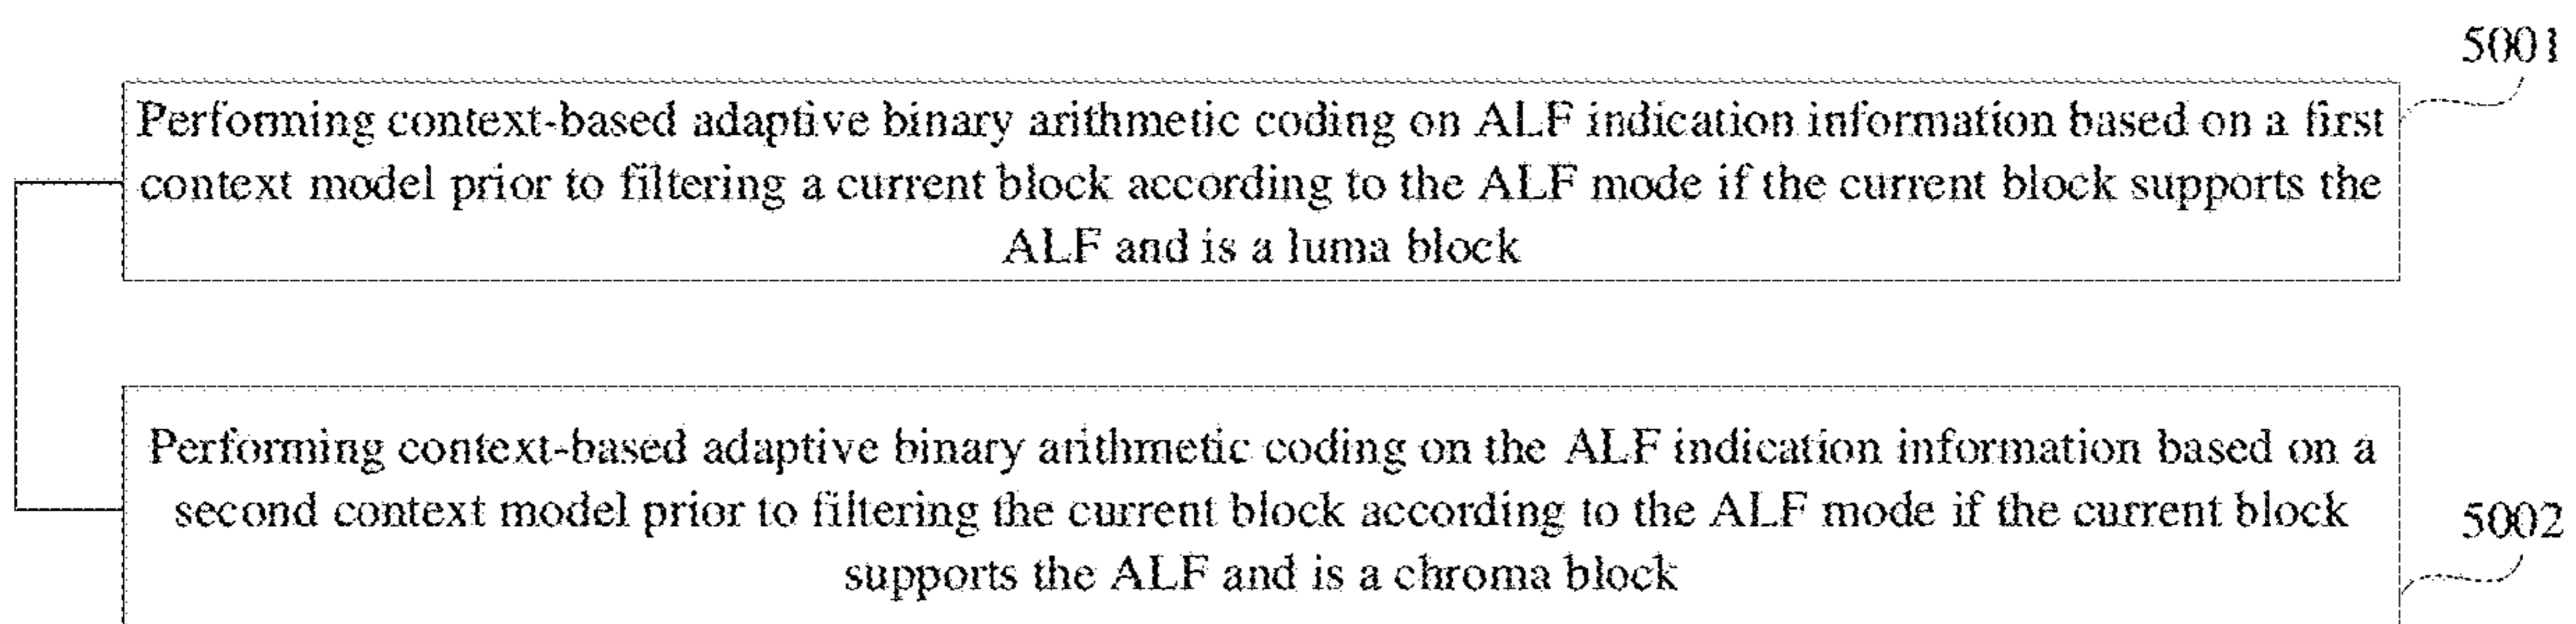 5001
Performing context-based adaptive binary arithmetic coding on ALF indication information based on a first
context model prior to filtering a current block according to the ALF mode if the current block supports the
ALF and is a luma block
Performing context-based adaptive binary arithmetic coding on the ALF indication information based on a
second context model prior to filtering the current block according to the ALF mode if the current block
5002
supports the ALF and is a chroma block